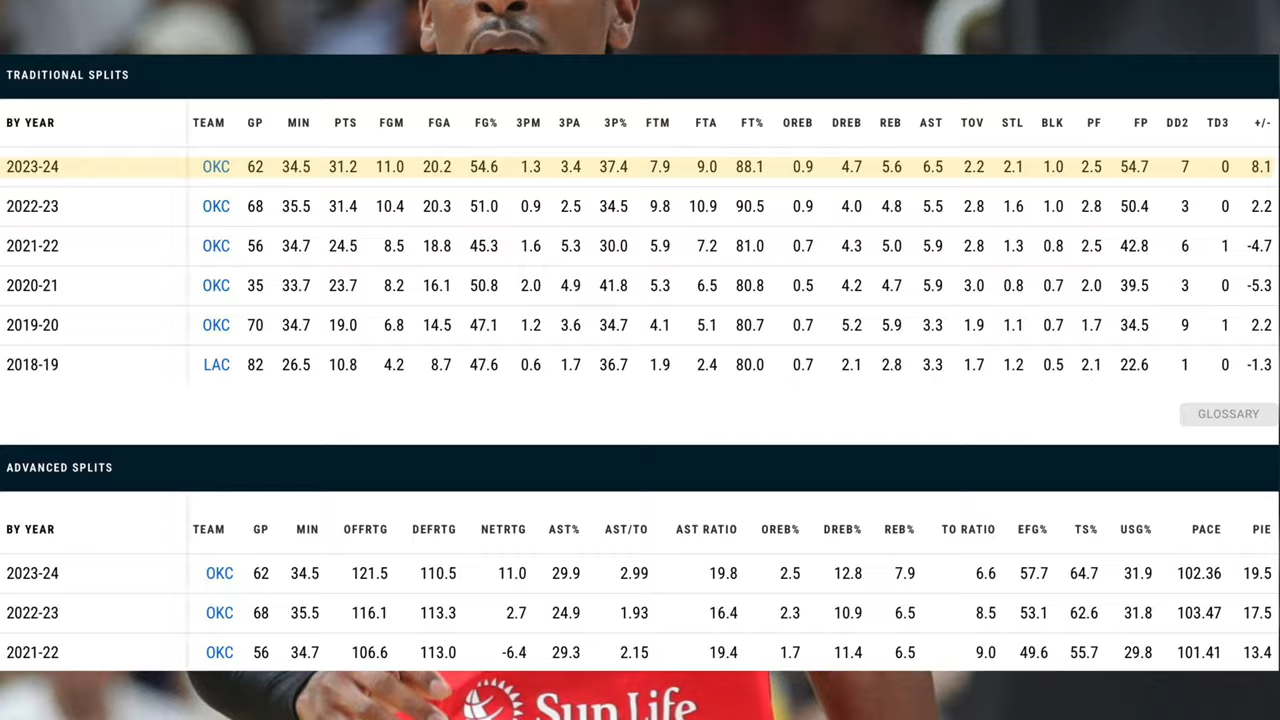 TRADITIONAL SPLITS
BY YEAR TEAM GP MIN PTS FGM FGA FG% 3PM 3PA 3P% FTM FTA FT% OREB DREB REB AST TOV STL BLK PF FP DD2 TD3 +/-
2023-24 OKC 62 34.5 31.2 11.0 20.2 54.6 1.3 3.4 37.4 7.9 9.0 88.1 0.9 4.7 5.6 6.5 2.2 2.1 1.0 2.5 54.7 7 0 8.1
2022-23 OKC 68 35.5 31.4 10.4 20.3 51.0 0.9 2.5 34.5 9.8 10.9 90.5 0.9 4.0 4.8 5.5 2.8 1.6 1.0 2.8 50.4 3 0 2.2
2021-22 OKC 56 34.7 24.5 8.5 18.8 45.3 1.6 5.3 30.0 5.9 7.2 81.0 0.7 4.3 5.0 5.9 2.8 1.3 0.8 2.5 42.8 6 1 -4.7
2020-21 OKC 35 33.7 23.7 8.2 16.1 50.8 2.0 4.9 41.8 5.3 6.5 80.8 0.5 4.2 4.7 5.9 3.0 0.8 0.7 2.0 39.5 3 0 -5.3
2019-20 OKC 70 34.7 19.0 6.8 14.5 47.1 1.2 3.6 34.7 4.1 5.1 80.7 0.7 5.2 5.9 3.3 1.9 1.1 0.7 1.7 34.5 9 1 2.2
2018-19 LAC 82 26.5 10.8 4.2 8.7 47.6 0.6 1.7 36.7 1.9 2.4 80.0 0.7 2.1 2.8 3.3 1.7 1.2 0.5 2.1 22.6 1 0 -1.3
GLOSSARY
ADVANCED SPLITS
BY YEAR TEAM GP MIN OFFRTG DEFRTG NETRTG AST% AST/TO AST RATIO OREB% DREB% REB% TO RATIO EFG% TS% USG% PACE PIE
2023-24 OKC 62 34.5 121.5 110.5 11.0 29.9 2.99 19.8 2.5 12.8 7.9 6.6 57.7 64.7 31.9 102.36 19.5
2022-23 OKC 68 35.5 116.1 113.3 2.7 24.9 1.93 16.4 2.3 10.9 6.5 8.5 53.1 62.6 31.8 103.47 17.5
2021-22 OKC 56 34.7 106.6 113.0 -6.4 29.3 2.15 19.4 1.7 11.4 6.5 9.0 49.6 55.7 29.8 101.41 13.4
Sun Life